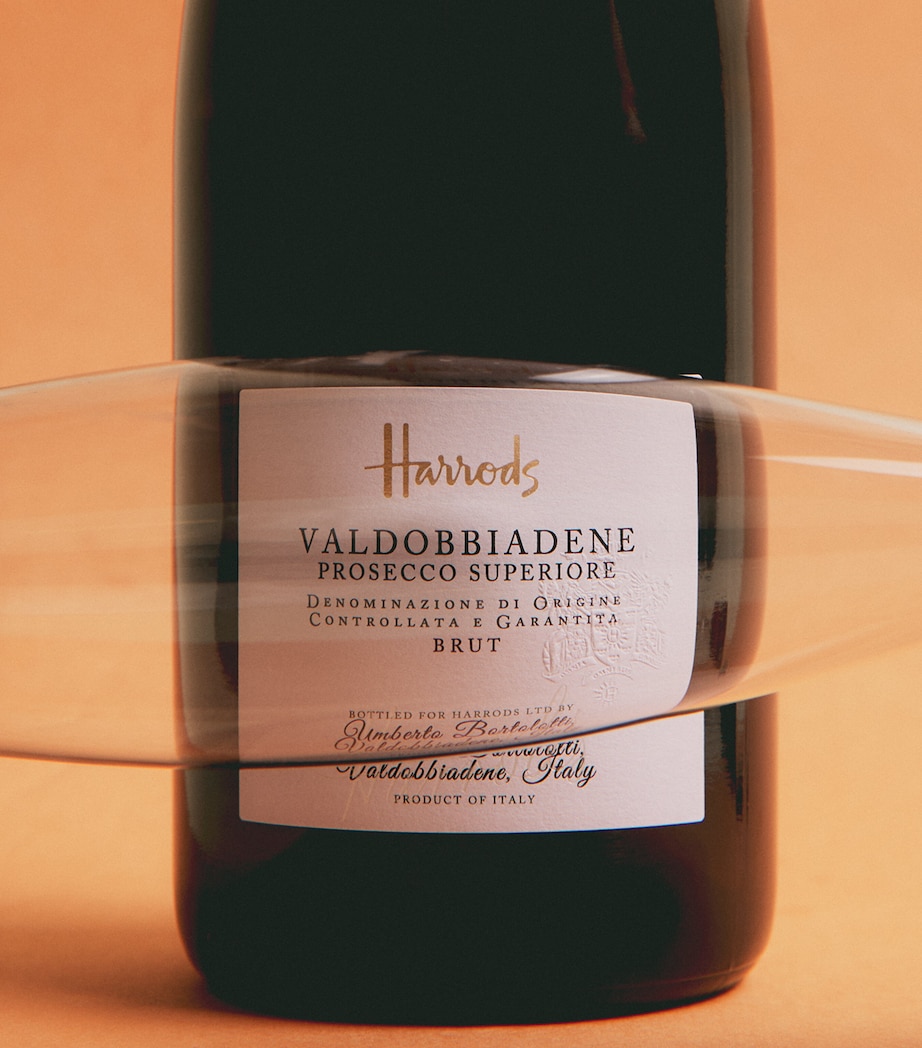 Harrods
VALDOBBIADENE
PROSECCO SUPERIORE
DENOMINAZIONE DI ORIGINE
CONTROLLATA E GARANTITA
BRUT
BOTTLED FOR HARRODS LTD BY
Umberto Bortolotti,
Valdobbiadene, Italy
PRODUCT OF ITALY